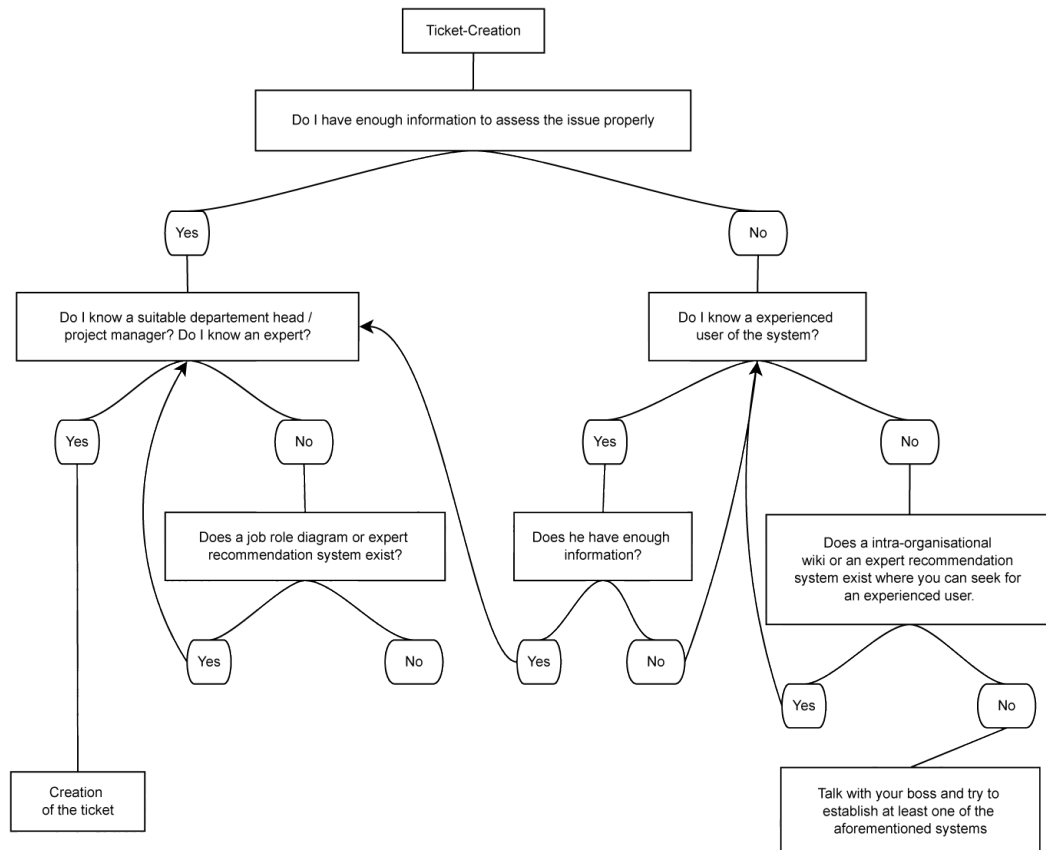 Ticket-Creation
Do I have enough information to assess the issue properly
Yes
No
Do I know a suitable departement head /
project manager? Do I know an expert?
Do I know a experienced
user of the system?
Yes
No
Yes
No
Does a job role diagram or expert
recommendation system exist?
Does he have enough
information?
Does a intra-organisational
wiki or an expert recommendation
system exist where you can seek for
an experienced user.
Yes
No
Yes
No
Yes
No
Creation
of the ticket
Talk with your boss and try to
establish at least one of the
aforementioned systems